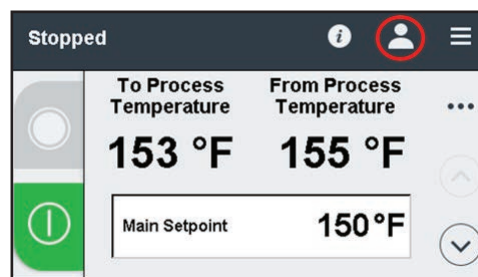 Stopped
To Process From Process
Temperature Temperature
153 °F 155 °F
Main Setpoint 150°F